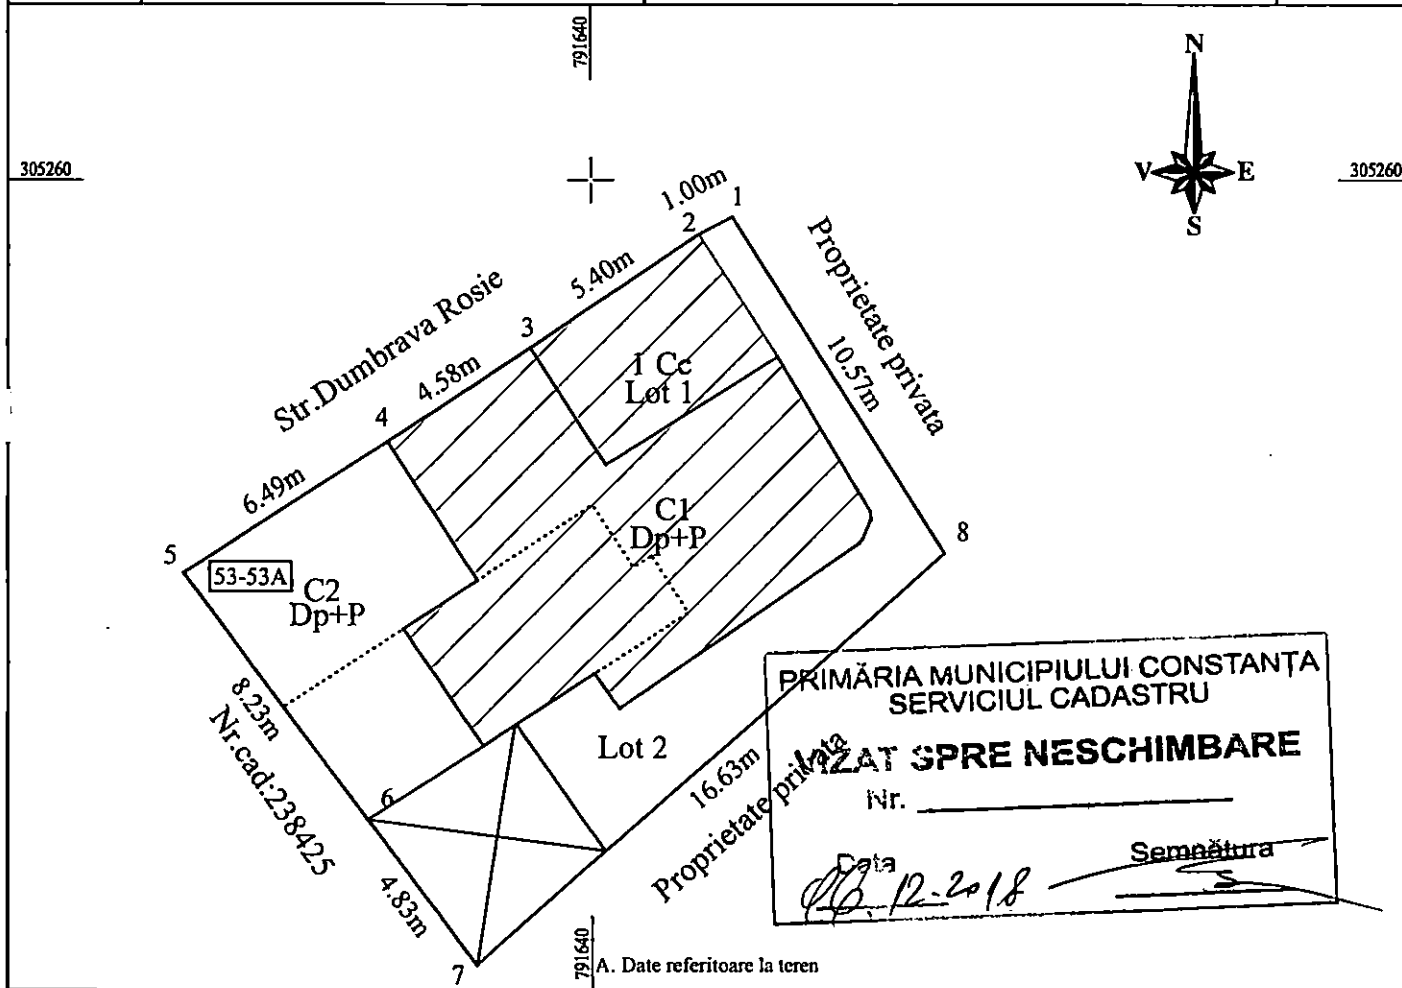 791640
N
V E
S
305260
305260
1.00m
1
2
5.40m
Proprietate privata
Str.Dumbrava Rosie
3
4.58m
1 Cc
Lot 1
10.57m
4
6.49m
C1
Dp+P
8
5
53-53A
C2
Dp+P
8.23m
Nr.cad:238425
Lot 2
16.63m
Proprietate privata
6
4.83m
7
PRIMĂRIA MUNICIPIULUI CONSTANȚA
SERVICIUL CADASTRU
VIZAT SPRE NESCHIMBARE
Nr.
Data
Semnătura
12-2018
791640
A. Date referitoare la teren